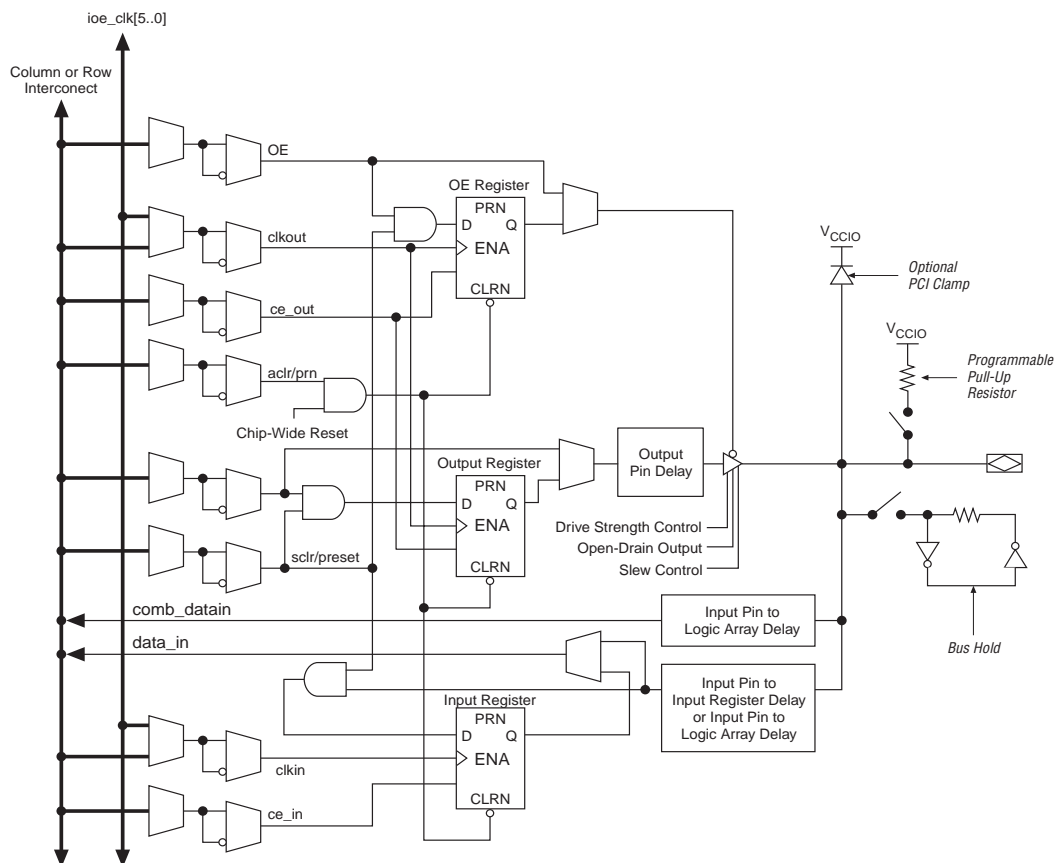 ioe_clk[5..0]
Column or Row
Interconect
OE
OE Register
PRN
D
Q
clkout
ENA
VCCIO
Optional
PCI Clamp
ce_out
CLRN
VCCIO
Programmable
Pull-Up
Resistor
aclr/prn
Chip-Wide Reset
Output Register
Output
Pin Delay
PRN
D
Q
ENA
Drive Strength Control
Open-Drain Output
sclr/preset
CLRN
Slew Control
comb_datain
Input Pin to
Logic Array Delay
data_in
Bus Hold
Input Pin to
Input Register Delay
or Input Pin to
Logic Array Delay
Input Register
PRN
D
Q
ENA
clkin
CLRN
ce_in